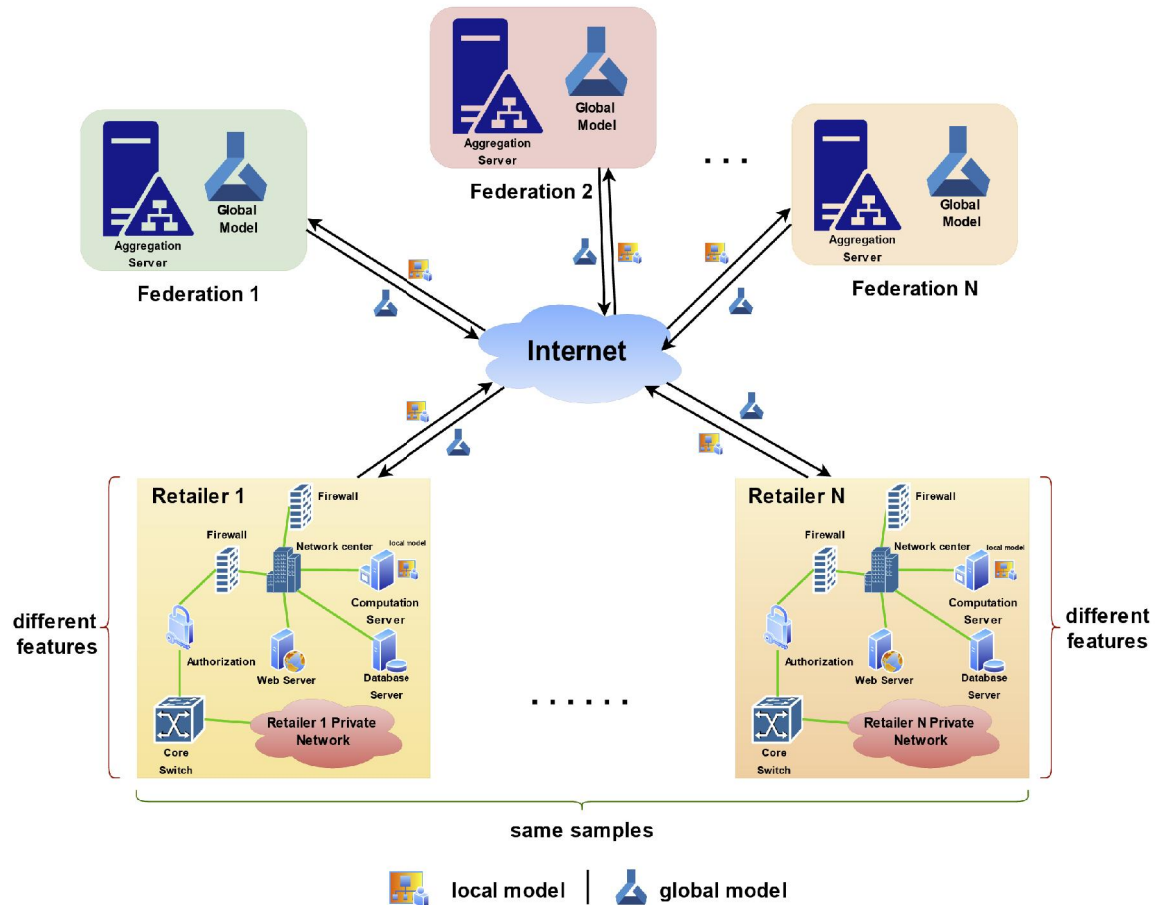 Global
Model
Aggregation
Server
Federation 2
Global
Model
Aggregation
Server
Federation 1
. . .
Global
Model
Aggregation
Server
Federation N
Internet
Retailer 1
Firewall
Firewall
Network center
local model
Computation
Server
Authorization
Web Server
Database
Server
Retailer 1 Private
Network
Core
Switch
different
features
. . . . . .
Retailer N
Firewall
Firewall
Network center
local model
Computation
Server
Authorization
Web Server
Database
Server
Retailer N Private
Network
Core
Switch
different
features
same samples
local model | global model